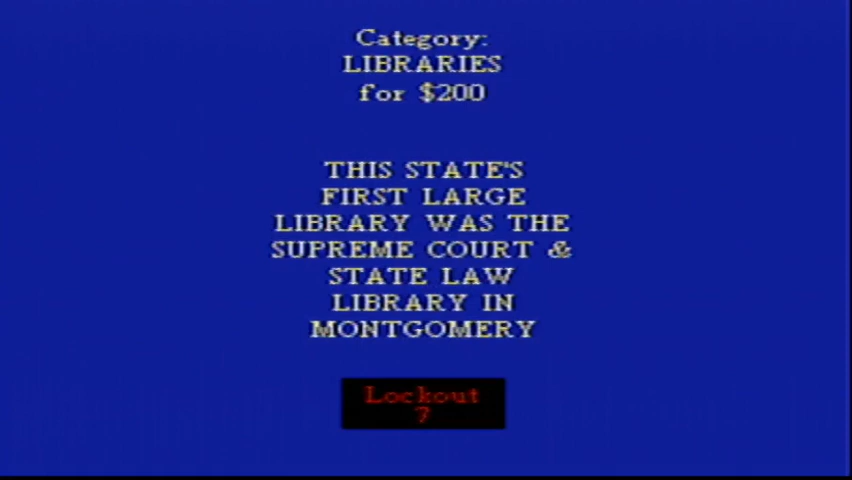 Category:
LIBRARIES
for $200
THIS STATE'S
FIRST LARGE
LIBRARY WAS THE
SUPREME COURT &
STATE LAW
LIBRARY IN
MONTGOMERY
Lockout
7